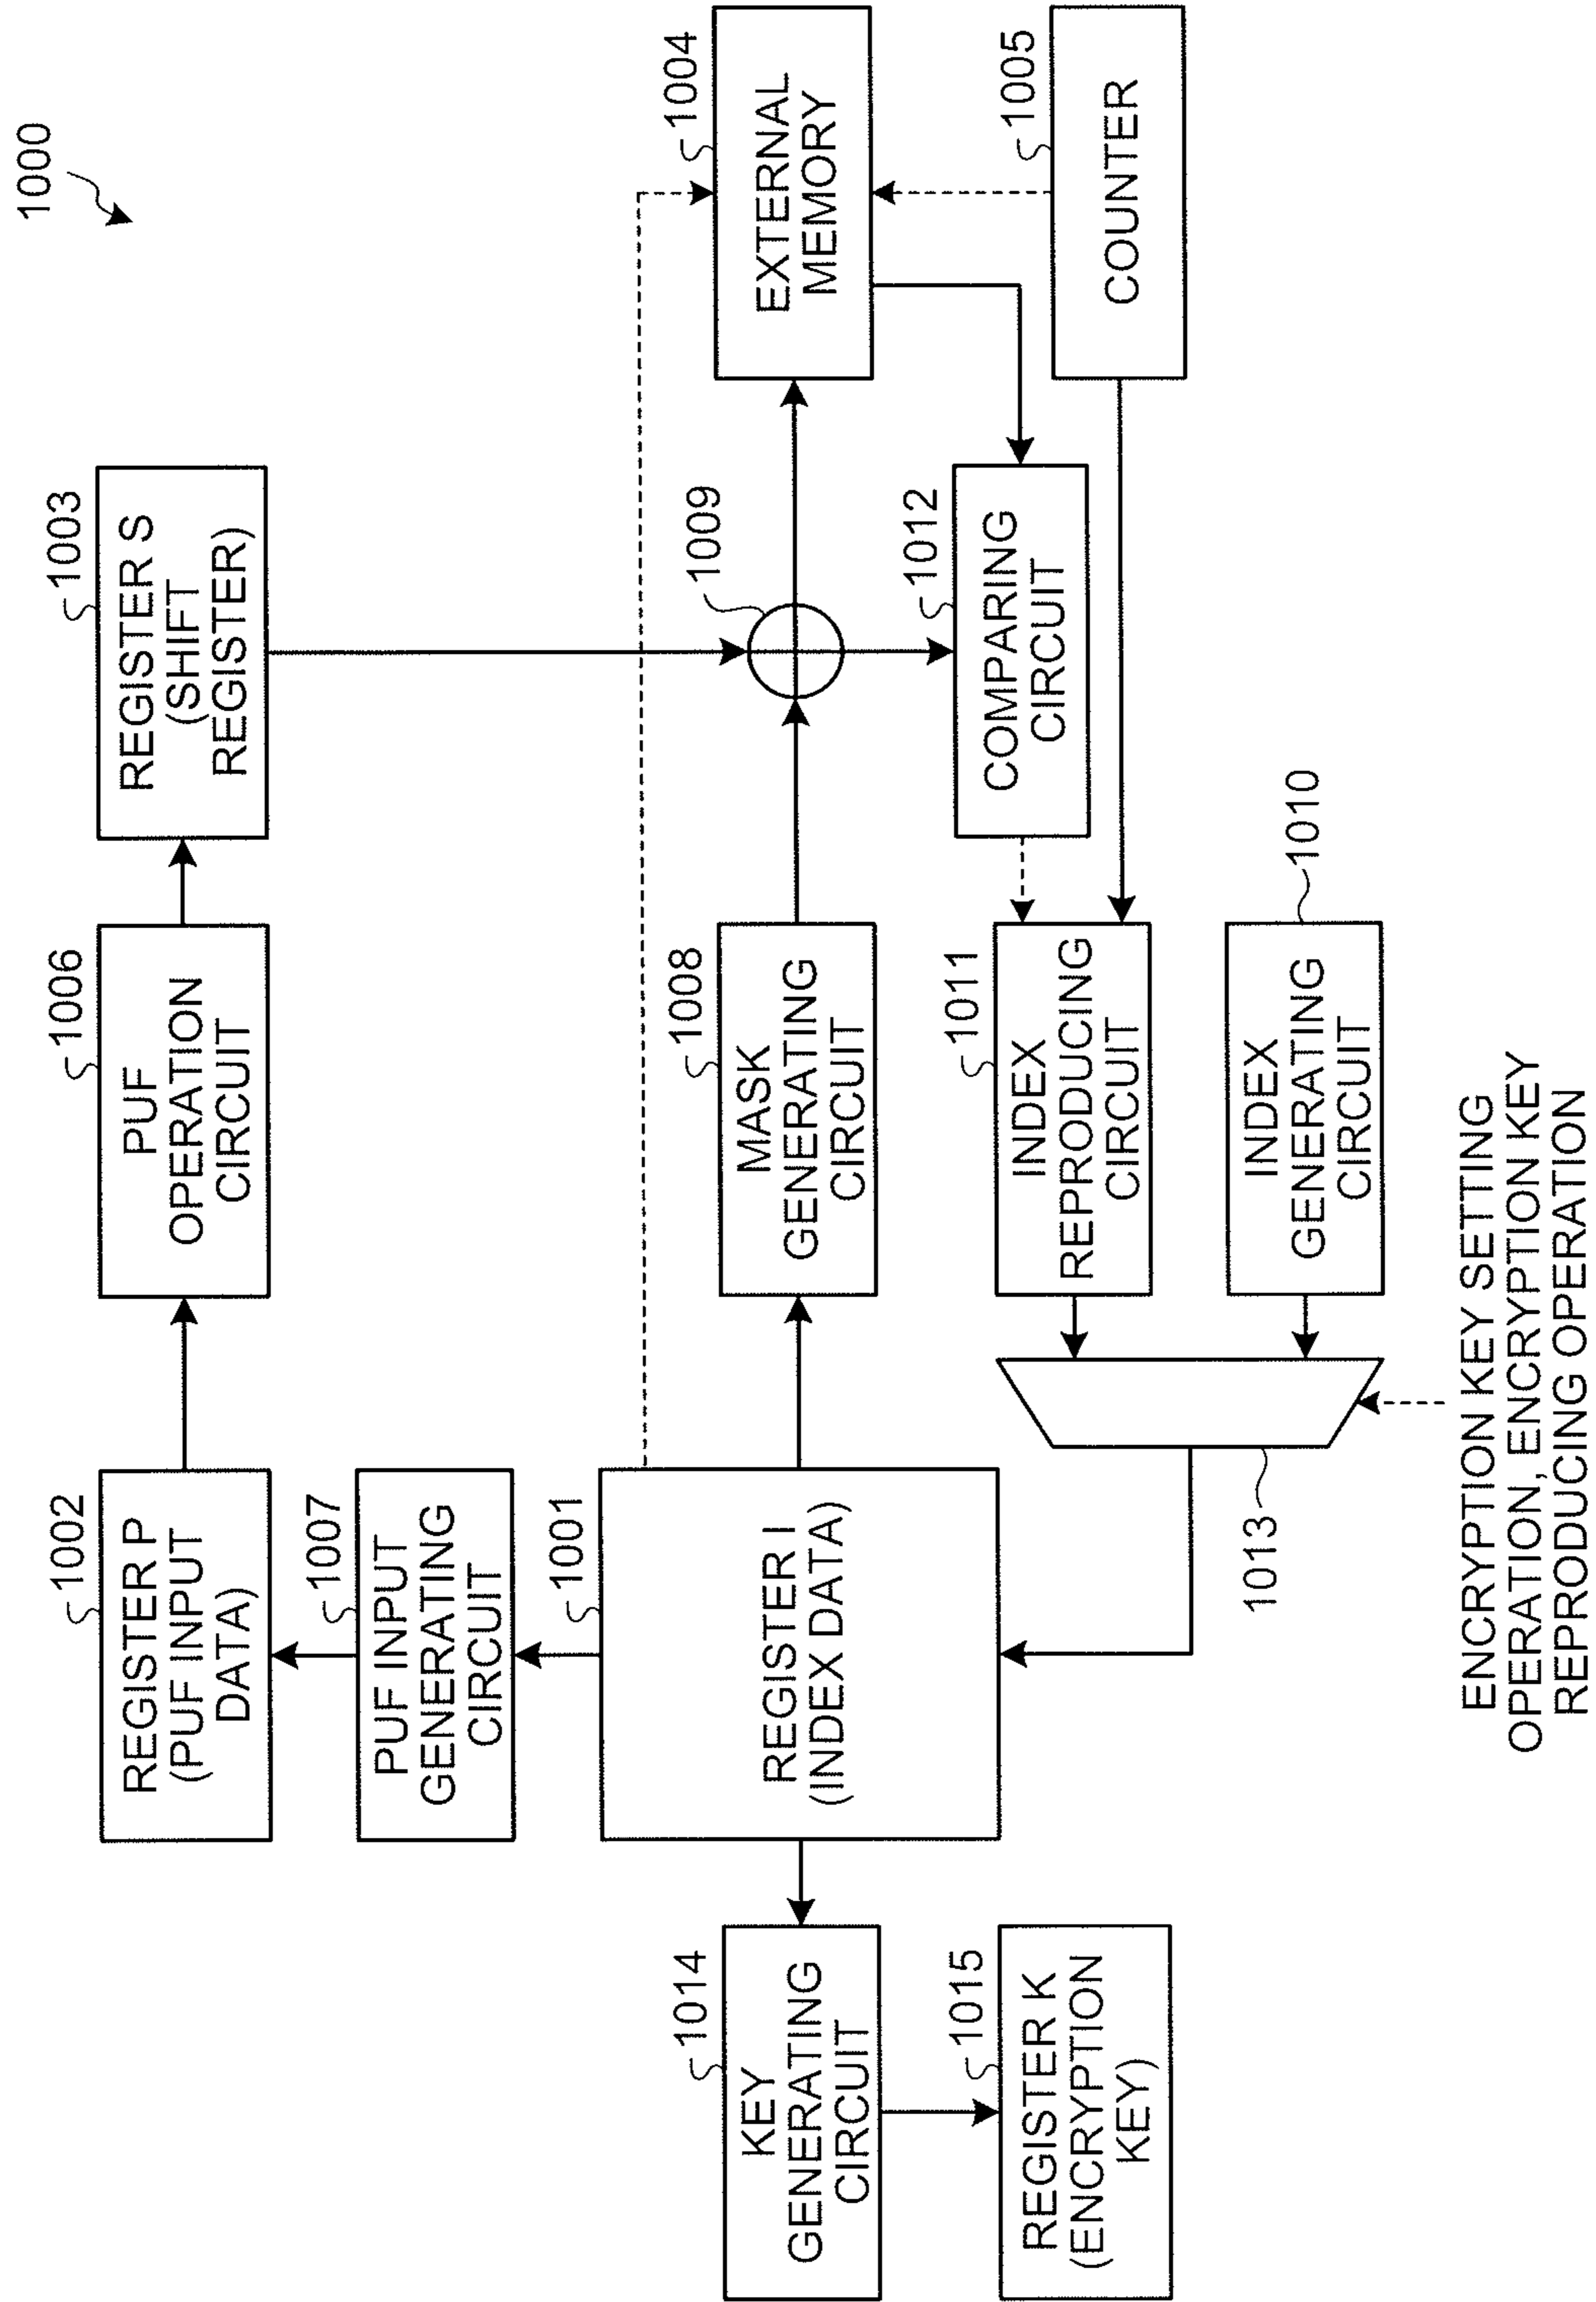 1000
1002
REGISTER P
(PUF INPUT
DATA)
1006
PUF
OPERATION
CIRCUIT
1003
REGISTER S
(SHIFT
REGISTER)
1007
PUF INPUT
GENERATING
CIRCUIT
1014
KEY
GENERATING
CIRCUIT
1001
REGISTER I
(INDEX DATA)
1008
MASK
GENERATING
CIRCUIT
1009
1004
EXTERNAL
MEMORY
1015
REGISTER K
(ENCRYPTION
KEY)
1013
1011
INDEX
REPRODUCING
CIRCUIT
1012
COMPARING
CIRCUIT
1005
COUNTER
1010
INDEX
GENERATING
CIRCUIT
ENCRYPTION KEY SETTING
OPERATION, ENCRYPTION KEY
REPRODUCING OPERATION